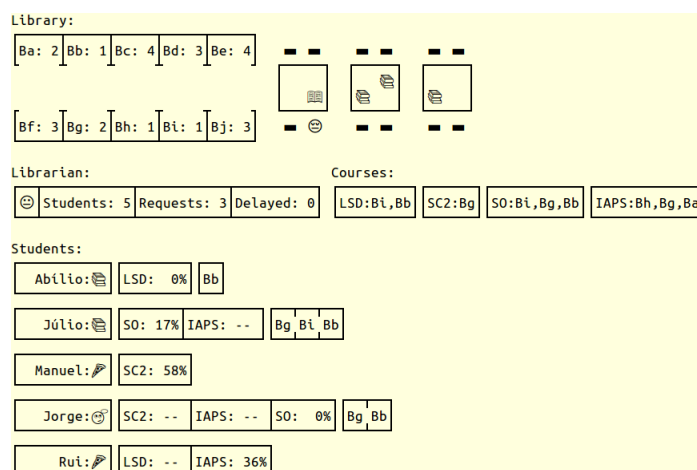 Library:
Ba: 2 Bb: 1 Bc: 4 Bd: 3 Be: 4
Bf: 3 Bg: 2 Bh: 1 Bi: 1 Bj: 3
Librarian: Courses:
Students: 5 Requests: 3 Delayed: 0 LSD:Bi,Bb SC2:Bg SO:Bi,Bg,Bb IAPS:Bh,Bg,Ba
Students:
Abílio: LSD: 0% Bb
Júlio: SO: 17% IAPS: -- Bg Bi Bb
Manuel: SC2: 58%
Jorge: SC2: -- IAPS: -- SO: 0% Bg Bb
Rui: LSD: -- IAPS: 36%